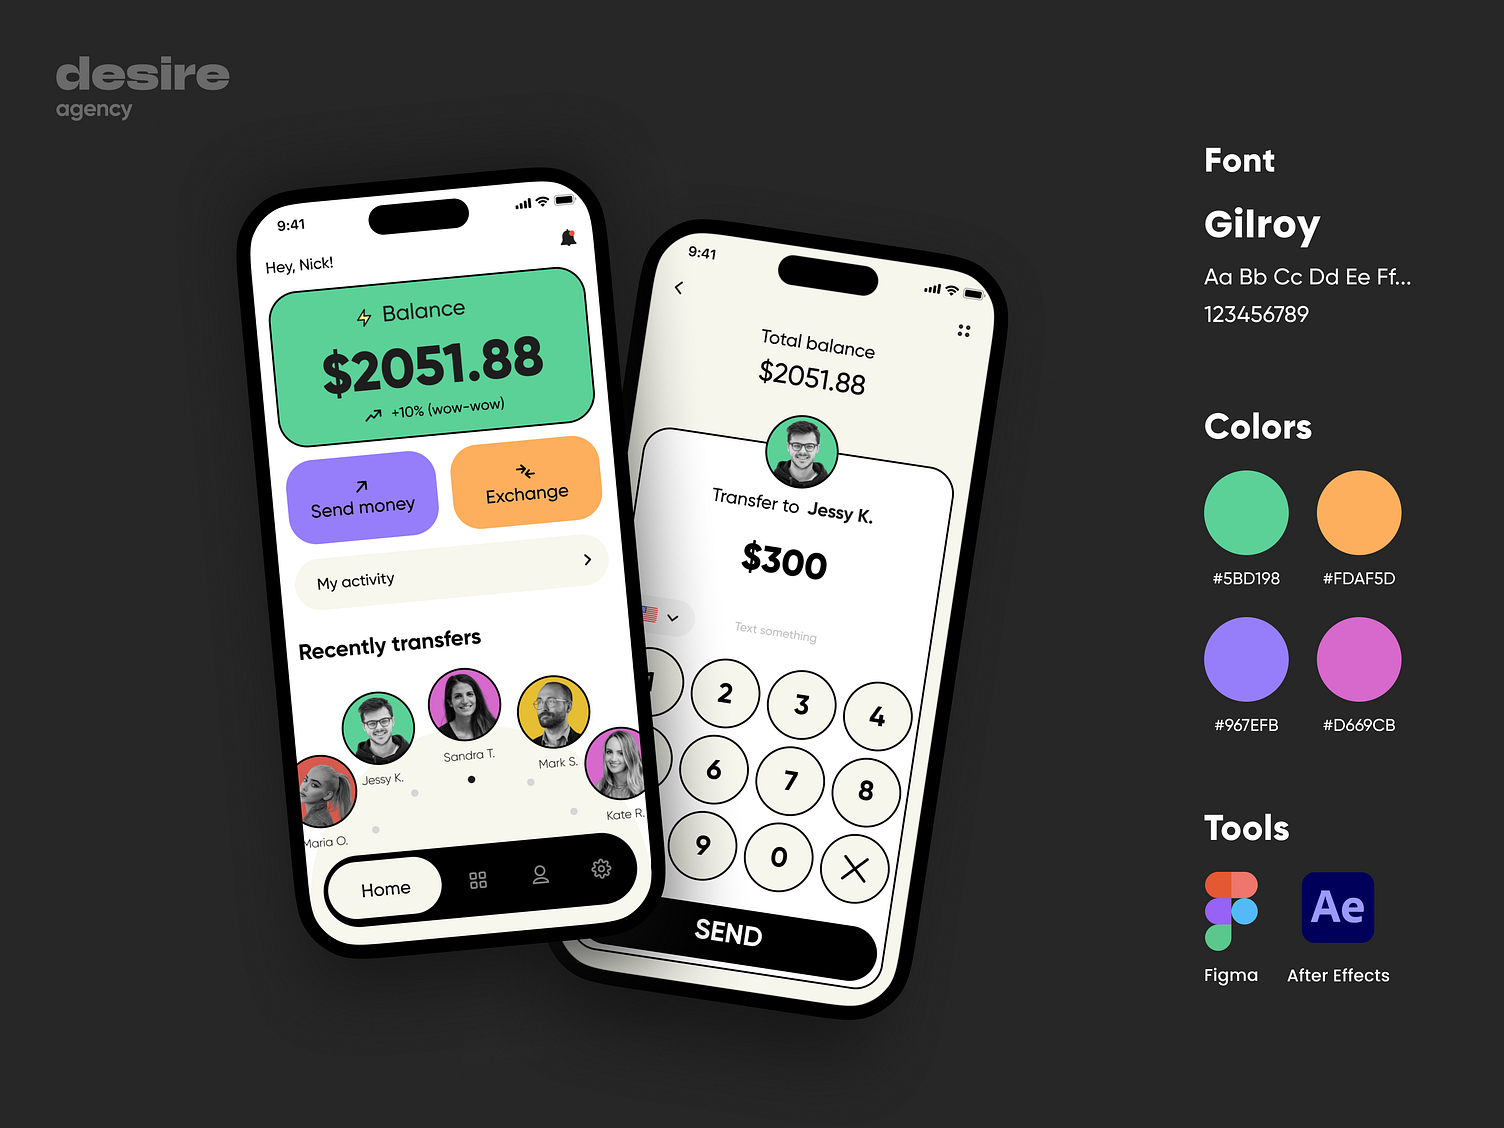 desire
agency
9:41
Hey, Nick!
Balance
$2051.88
+10% (wow-wow)
Send money
Exchange
My activity
Recently transfers
Jessy K.
Sandra T.
Mark S.
Maria O.
Kate R.
Home
9:41
Total balance
$2051.88
Transfer to Jessy K.
$300
Text something
2 3 4
6 7 8
9 0
SEND
Font
Gilroy
Aa Bb Cc Dd Ee Ff...
123456789
Colors
#5BD198 #FDAF5D
#967EFB #D669CB
Tools
Ae
Figma After Effects